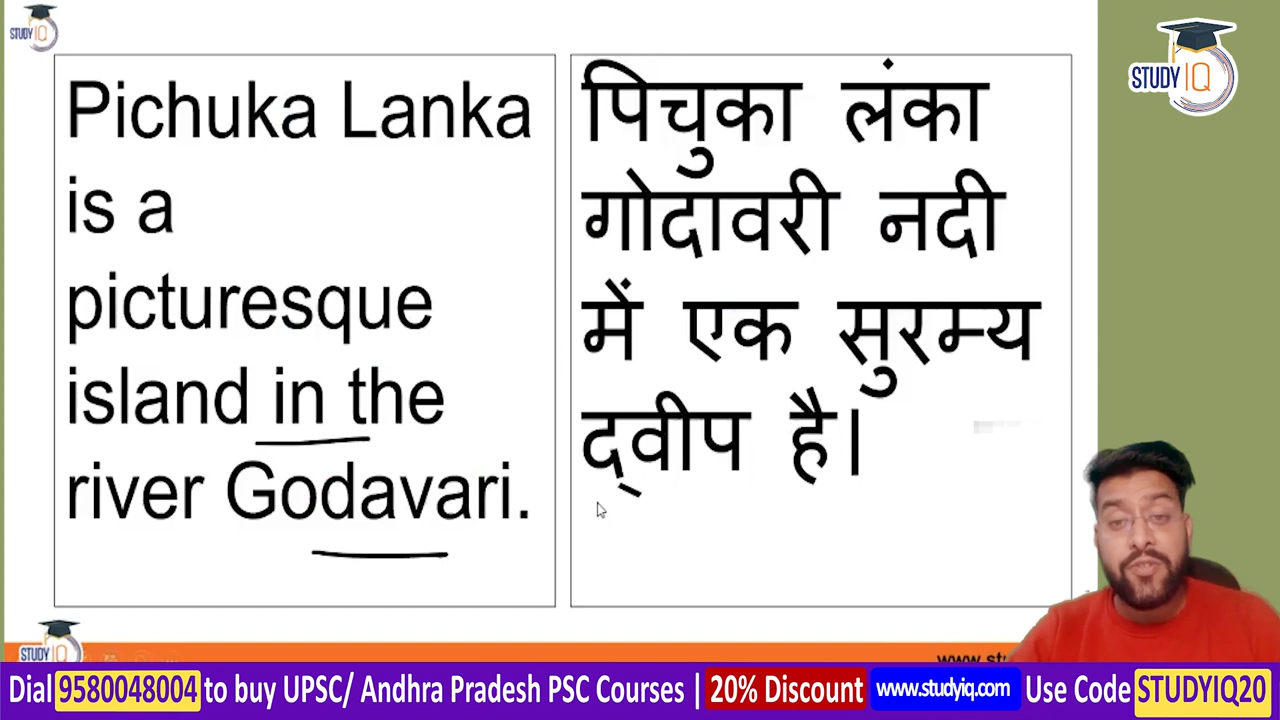 STUDY IQ
STUDY IQ
Pichuka Lanka
is a
picturesque
island in the
river Godavari.
पिचुका लंका
गोदावरी नदी
में एक सुरम्य
द्वीप है।
STUDY IQ
Dial 9580048004 to buy UPSC/ Andhra Pradesh PSC Courses | 20% Discount www.studyiq.com Use Code STUDYIQ20